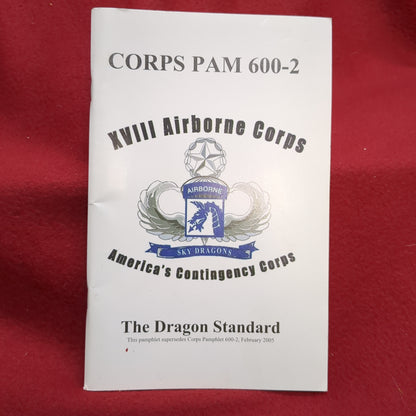 CORPS PAM 600-2
XVIII Airborne Corps
AIRBORNE
SKY DRAGONS
America's Contingency Corps
The Dragon Standard
This pamphlet supersedes Corps Pamphlet 600-2, February 2005